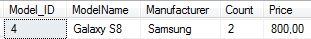 Model_ID ModelName Manufacturer Count Price
4 Galaxy S8 Samsung 2 800,00